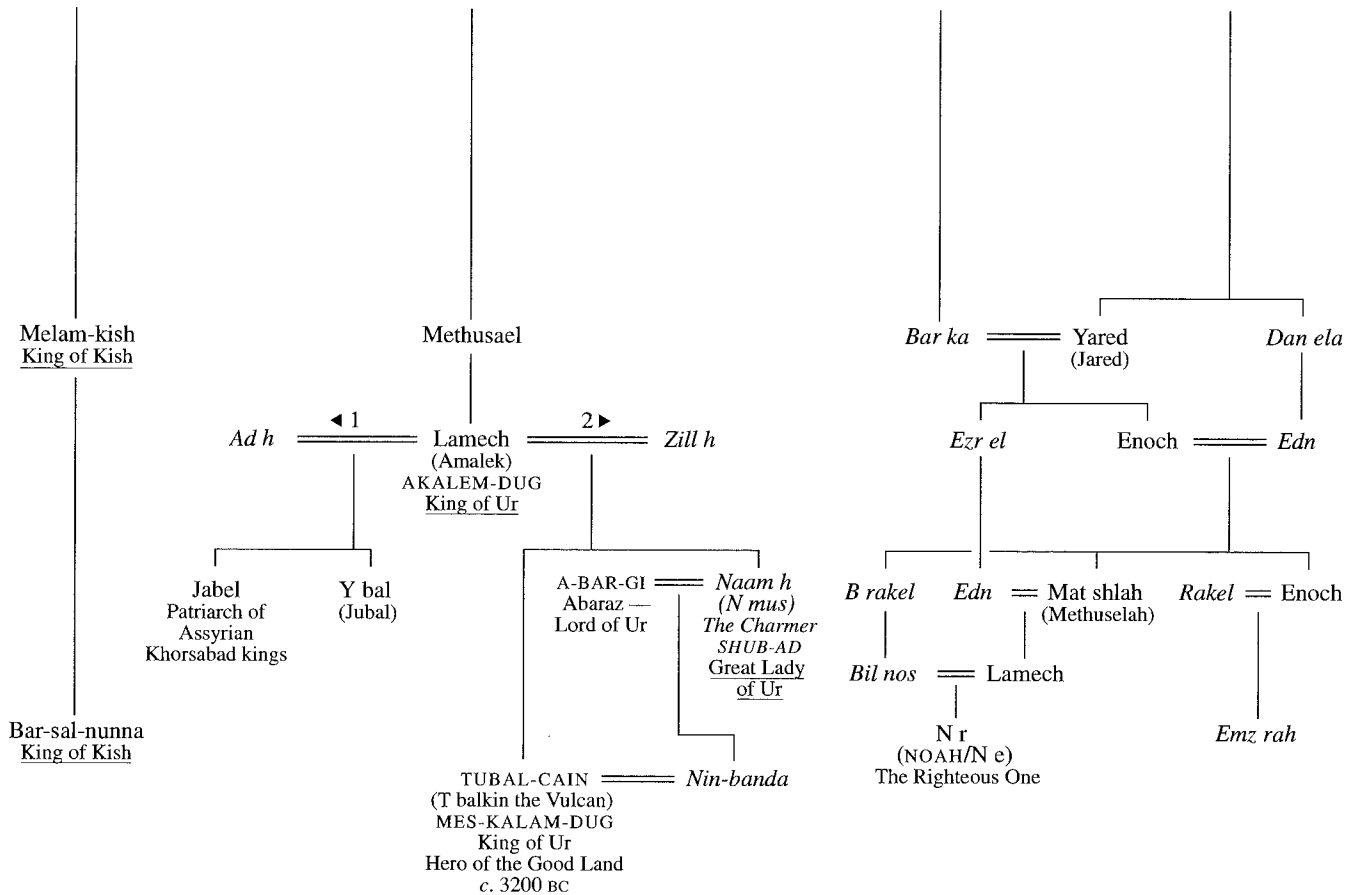 Melam-kish
King of Kish
Methusael
Bar ka
Yared
(Jared)
Dan ela
◄ 1
2 ►
Ad h
Lamech
(Amalek)
AKALEM-DUG
King of Ur
Zill h
Ezr el
Enoch
Edn
Jabel
Patriarch of
Assyrian
Khorsabad kings
Y bal
(Jubal)
A-BAR-GI
Abaraz —
Lord of Ur
Naam h
(N mus)
The Charmer
SHUB-AD
Great Lady
of Ur
B rakel
Edn
Mat shlah
(Methuselah)
Rakel
Enoch
Bil nos
Lamech
Bar-sal-nunna
King of Kish
N r
(NOAH/N e)
The Righteous One
Emz rah
TUBAL-CAIN
(T balkin the Vulcan)
MES-KALAM-DUG
King of Ur
Hero of the Good Land
c. 3200 BC
Nin-banda